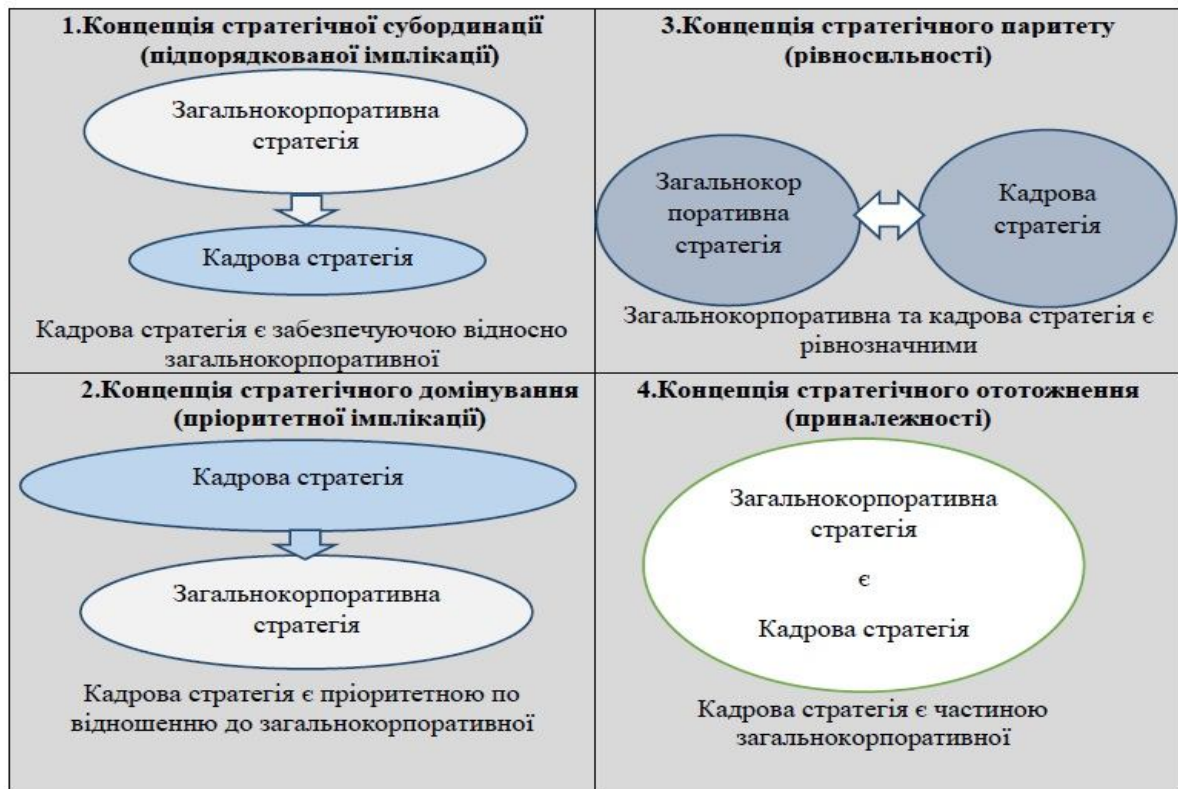 1.Концепція стратегічної субординації
(підпорядкованої імплікації)
Загальнокорпоративна
стратегія
Кадрова стратегія
Кадрова стратегія є забезпечуючою відносно
загальнокорпоративної
3.Концепція стратегічного паритету
(рівносильності)
Загальнокор
поративна
стратегія
Кадрова
стратегія
Загальнокорпоративна та кадрова стратегія є
рівнозначними
2.Концепція стратегічного домінування
(пріоритетної імплікації)
Кадрова стратегія
Загальнокорпоративна
стратегія
Кадрова стратегія є пріоритетною по
відношенню до загальнокорпоративної
4.Концепція стратегічного ототожнення
(приналежності)
Загальнокорпоративна
стратегія
є
Кадрова стратегія
Кадрова стратегія є частиною
загальнокорпоративної